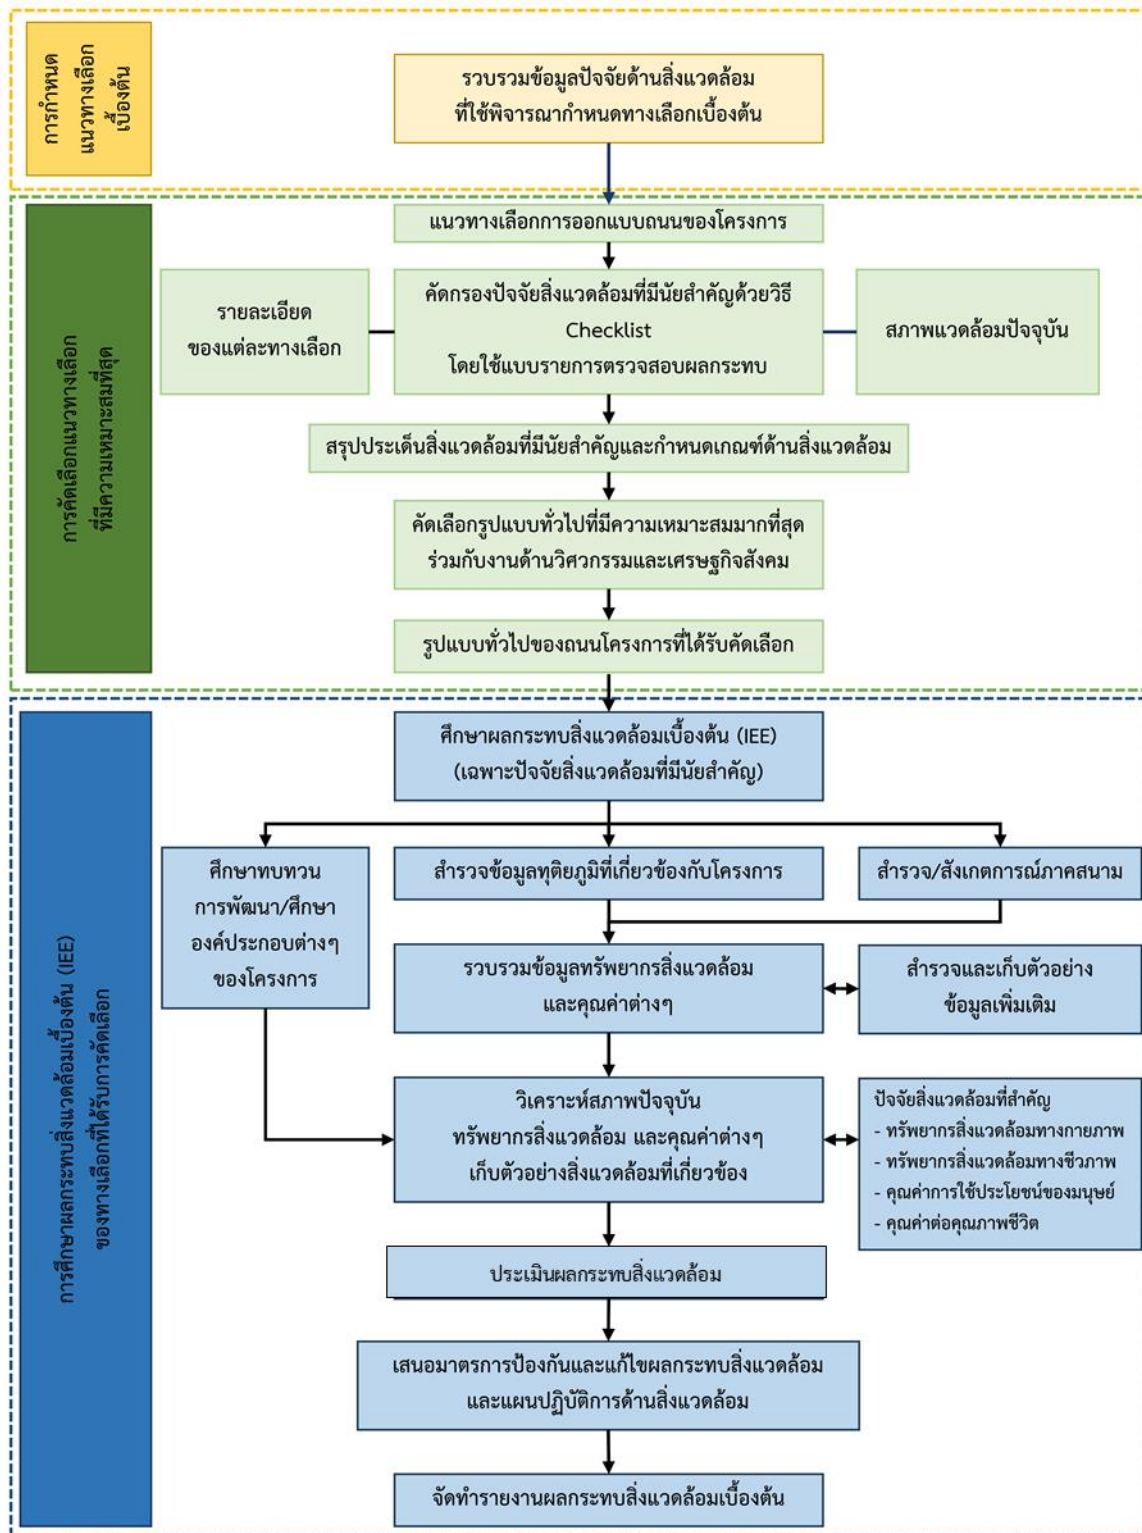 การกำหนด
แนวทางเลือก
เบื้องต้น
รวบรวมข้อมูลปัจจัยด้านสิ่งแวดล้อม
ที่ใช้พิจารณากำหนดทางเลือกเบื้องต้น
การคัดเลือกแนวทางเลือก
ที่มีความเหมาะสมที่สุด
แนวทางเลือกการออกแบบถนนของโครงการ
รายละเอียด
ของแต่ละทางเลือก
คัดกรองปัจจัยสิ่งแวดล้อมที่มีนัยสำคัญด้วยวิธี
Checklist
โดยใช้แบบรายการตรวจสอบผลกระทบ
สภาพแวดล้อมปัจจุบัน
สรุปประเด็นสิ่งแวดล้อมที่มีนัยสำคัญและกำหนดเกณฑ์ด้านสิ่งแวดล้อม
คัดเลือกรูปแบบทั่วไปที่มีความเหมาะสมมากที่สุด
ร่วมกับงานด้านวิศวกรรมและเศรษฐกิจสังคม
รูปแบบทั่วไปของถนนโครงการที่ได้รับคัดเลือก
การศึกษาผลกระทบสิ่งแวดล้อมเบื้องต้น (IEE)
ของทางเลือกที่ได้รับการคัดเลือก
ศึกษาผลกระทบสิ่งแวดล้อมเบื้องต้น (IEE)
(เฉพาะปัจจัยสิ่งแวดล้อมที่มีนัยสำคัญ)
ศึกษาทบทวน
การพัฒนา/ศึกษา
องค์ประกอบต่างๆ
ของโครงการ
สำรวจข้อมูลทุติยภูมิที่เกี่ยวข้องกับโครงการ
สำรวจ/สังเกตการณ์ภาคสนาม
รวบรวมข้อมูลทรัพยากรสิ่งแวดล้อม
และคุณค่าต่างๆ
สำรวจและเก็บตัวอย่าง
ข้อมูลเพิ่มเติม
วิเคราะห์สภาพปัจจุบัน
ทรัพยากรสิ่งแวดล้อม และคุณค่าต่างๆ
เก็บตัวอย่างสิ่งแวดล้อมที่เกี่ยวข้อง
ปัจจัยสิ่งแวดล้อมที่สำคัญ
- ทรัพยากรสิ่งแวดล้อมทางกายภาพ
- ทรัพยากรสิ่งแวดล้อมทางชีวภาพ
- คุณค่าการใช้ประโยชน์ของมนุษย์
- คุณค่าต่อคุณภาพชีวิต
ประเมินผลกระทบสิ่งแวดล้อม
เสนอมาตรการป้องกันและแก้ไขผลกระทบสิ่งแวดล้อม
และแผนปฏิบัติการด้านสิ่งแวดล้อม
จัดทำรายงานผลกระทบสิ่งแวดล้อมเบื้องต้น